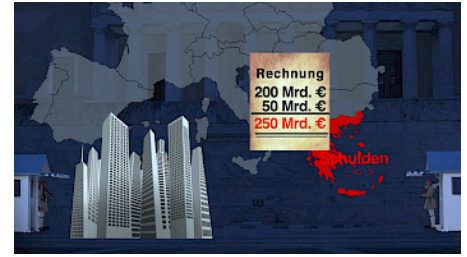 Rechnung
200 Mrd. €
50 Mrd. €
250 Mrd. €
Schulden